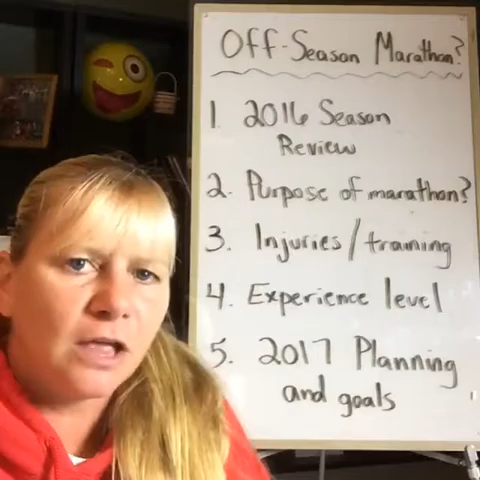 Off-Season Marathon?
1. 2016 Season
Review
2. Purpose of marathon?
3. Injuries/training
4. Experience level
5. 2017 Planning
and goals